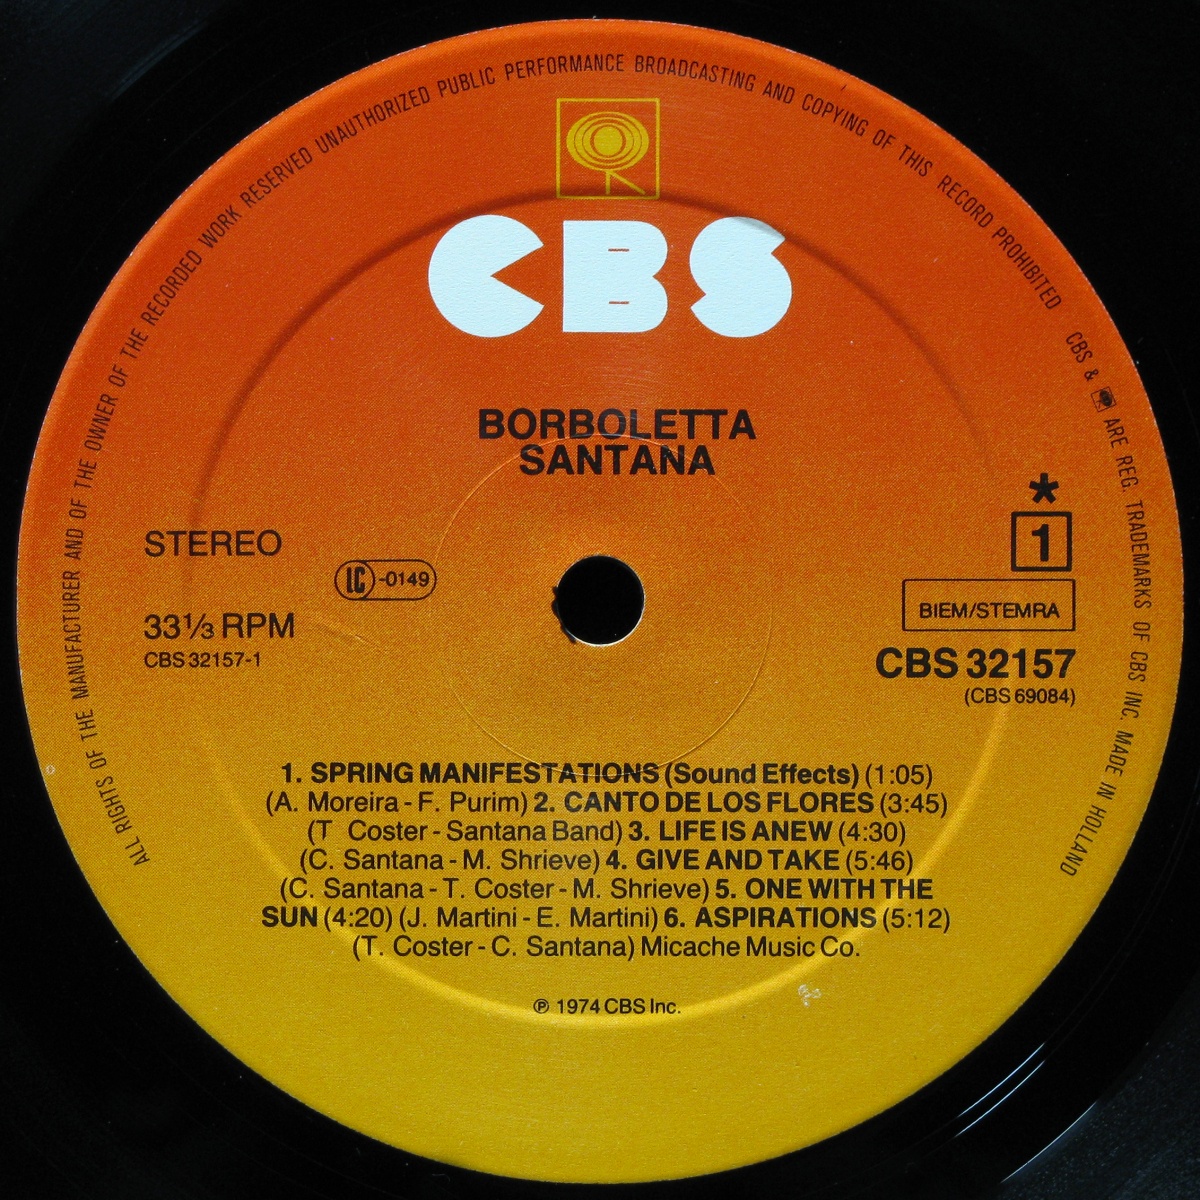 ALL RIGHTS OF THE MANUFACTURER AND OF THE OWNER OF THE RECORDED WORK RESERVED UNAUTHORIZED PUBLIC PERFORMANCE BROADCASTING AND COPYING OF THIS RECORD PROHIBITED CBS & ARE REG. TRADEMARKS OF CBS INC. MADE IN HOLLAND
CBS
BORBOLETTA
SANTANA
*
STEREO
1
LC -0149
BIEM/STEMRA
33⅓ RPM
CBS 32157-1
CBS 32157
(CBS 69084)
1. SPRING MANIFESTATIONS (Sound Effects) (1:05)
(A. Moreira - F. Purim) 2. CANTO DE LOS FLORES (3:45)
(T Coster - Santana Band) 3. LIFE IS ANEW (4:30)
(C. Santana - M. Shrieve) 4. GIVE AND TAKE (5:46)
(C. Santana - T. Coster - M. Shrieve) 5. ONE WITH THE
SUN (4:20) (J. Martini - E. Martini) 6. ASPIRATIONS (5:12)
(T. Coster - C. Santana) Micache Music Co.
℗ 1974 CBS Inc.